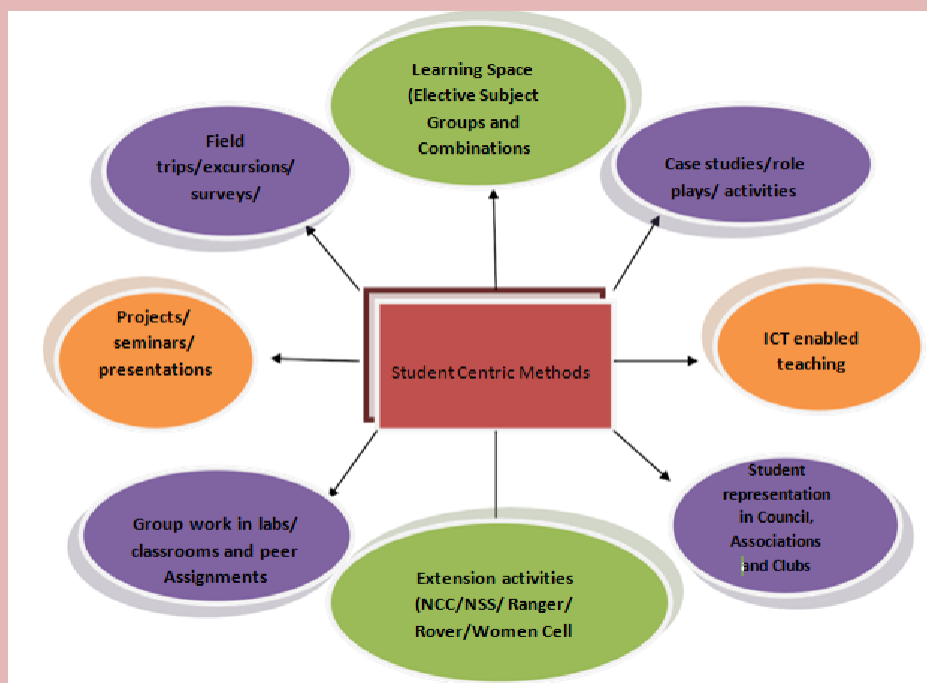 Learning Space
(Elective Subject
Groups and
Combinations
Field
trips/excursions/
surveys/
Case studies/role
plays/ activities
Projects/
seminars/
presentations
Student Centric Methods
ICT enabled
teaching
Group work in labs/
classrooms and peer
Assignments
Extension activities
(NCC/NSS/ Ranger/
Rover/Women Cell
Student
representation
in Council,
Associations
and Clubs